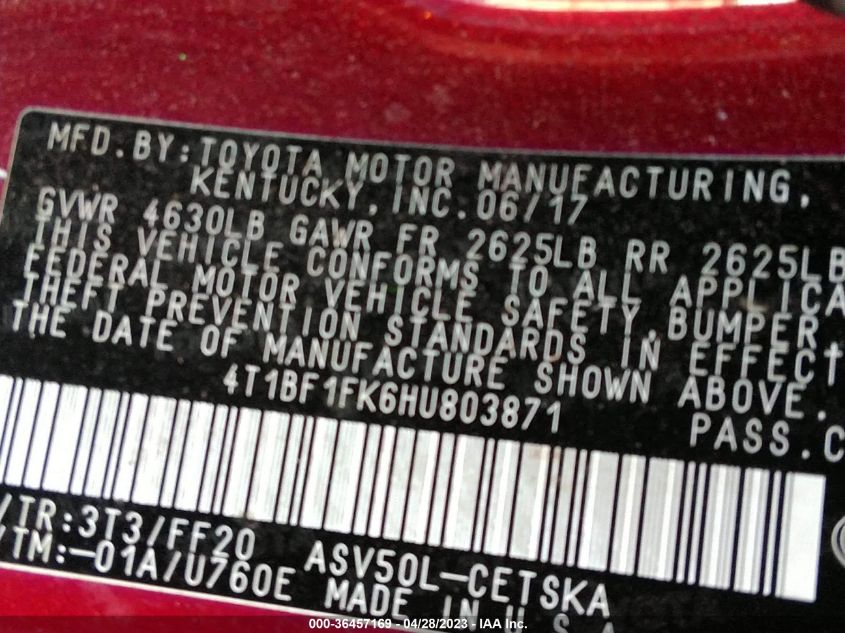 MFD.BY:TOYOTA MOTOR MANUFACTURING,
KENTUCKY,INC.06/17
GVWR 4630LB GAWR FR 2625LB RR 2625LB
THIS VEHICLE CONFORMS TO ALL APPLICA
FEDERAL MOTOR VEHICLE SAFETY,BUMPER
THEFT PREVENTION STANDARDS IN EFFECT
THE DATE OF MANUFACTURE SHOWN ABOVE.
4T1BF1FK6HU803871
PASS.C
/TR:3T3/FF20
ASV50L-CETSKA
/TM:-01A/U760E
MADE IN U.S.A
000-36457169 - 04/28/2023 - IAA Inc.